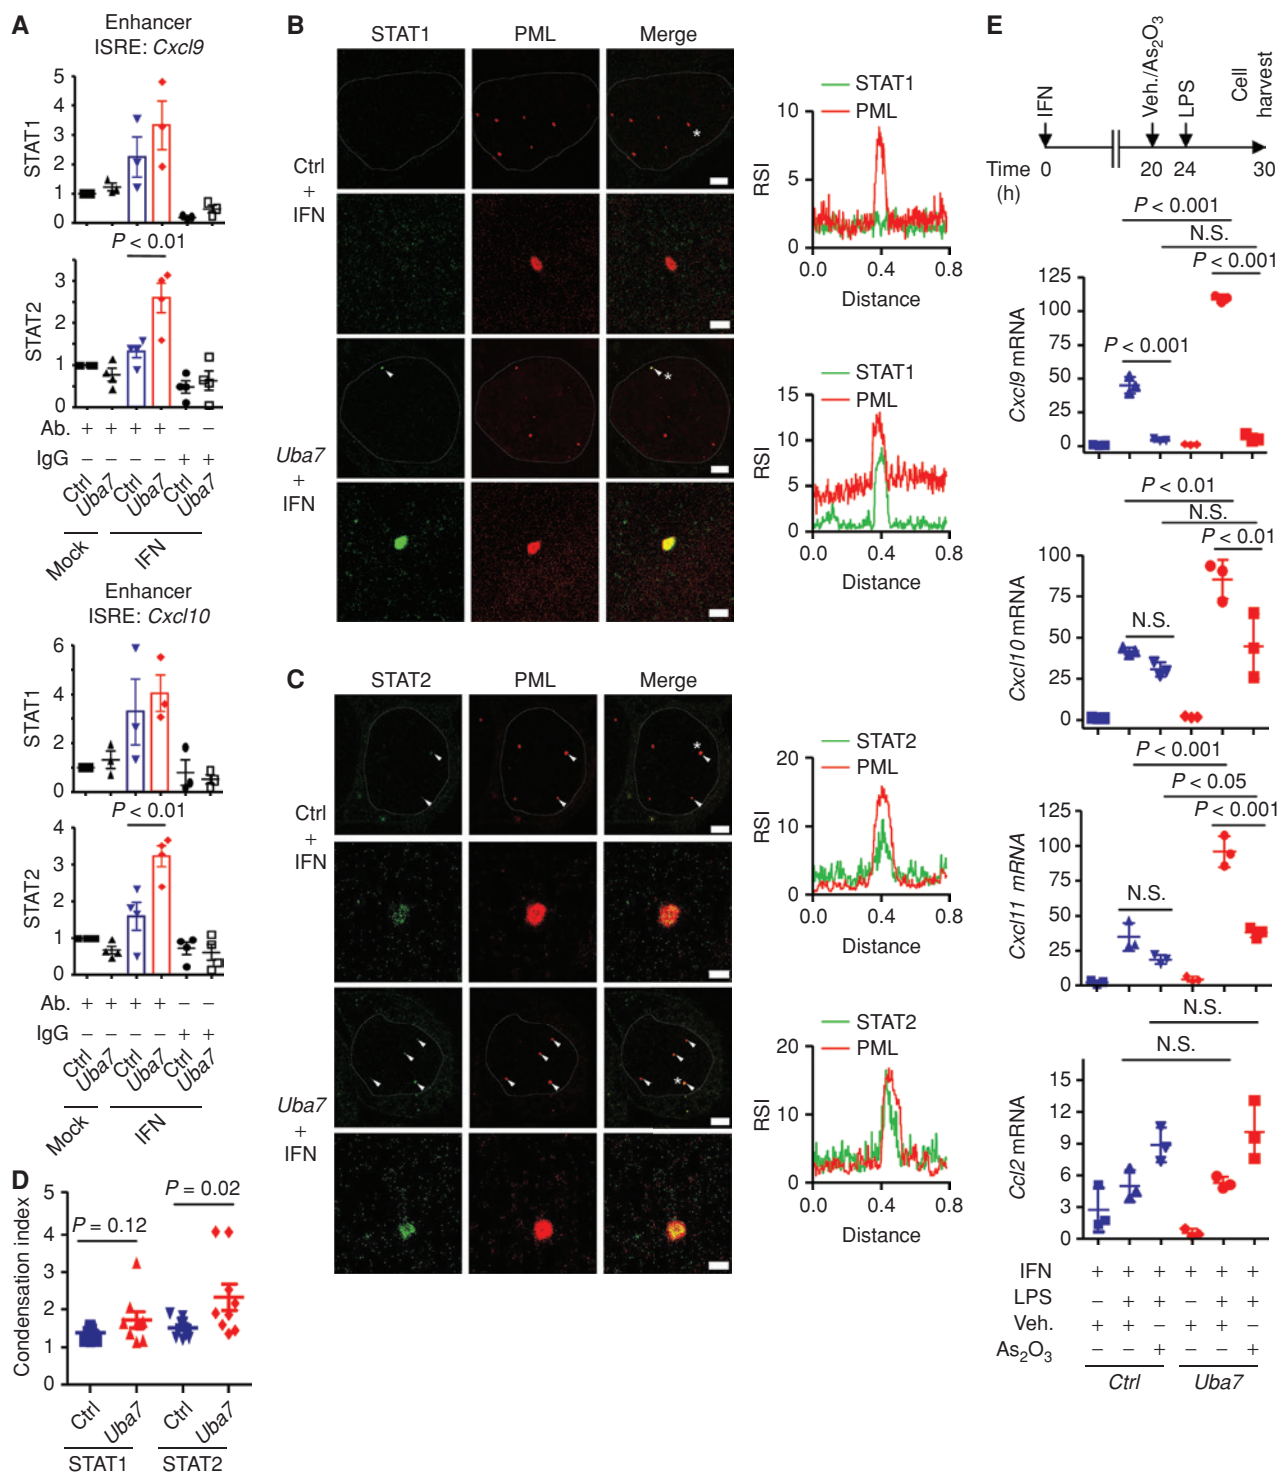 A
Enhancer
ISRE: Cxcl9
STAT1
5
4
3
2
1
0
P < 0.01
STAT2
3
2
1
0
Ab. + + + + − −
IgG − − − − + +
Ctrl Uba7 Ctrl Uba7 Ctrl Uba7
Mock IFN
Enhancer
ISRE: Cxcl10
STAT1
6
4
2
0
P < 0.01
STAT2
4
3
2
1
0
Ab. + + + + − −
IgG − − − − + +
Ctrl Uba7 Ctrl Uba7 Ctrl Uba7
Mock IFN
B
STAT1 PML Merge
Ctrl
+
IFN
*
Uba7
+
IFN
*
STAT1
PML
RSI
10
5
0
0.0 0.4 0.8
Distance
STAT1
PML
RSI
15
10
5
0
0.0 0.4 0.8
Distance
C
STAT2 PML Merge
Ctrl
+
IFN
*
Uba7
+
IFN
*
STAT2
PML
RSI
20
10
0
0.0 0.4 0.8
Distance
STAT2
PML
RSI
20
10
0
0.0 0.4 0.8
Distance
D
Condensation index
5
4
3
2
1
0
P = 0.12
P = 0.02
Ctrl Uba7 Ctrl Uba7
STAT1 STAT2
E
IFN
Veh./As2O3
LPS
Cell
harvest
Time
(h)
0 20 24 30
P < 0.001
N.S.
P < 0.001
P < 0.001
Cxcl9 mRNA
125
100
75
50
25
0
P < 0.01
N.S.
P < 0.01
N.S.
Cxcl10 mRNA
100
75
50
25
0
P < 0.001
P < 0.05
P < 0.001
N.S.
Cxcl11 mRNA
125
100
75
50
25
0
N.S.
N.S.
Ccl2 mRNA
15
12
9
6
3
0
IFN + + + + + +
LPS − + + − + +
Veh. + + − + + −
As2O3 − − + − − +
Ctrl Uba7